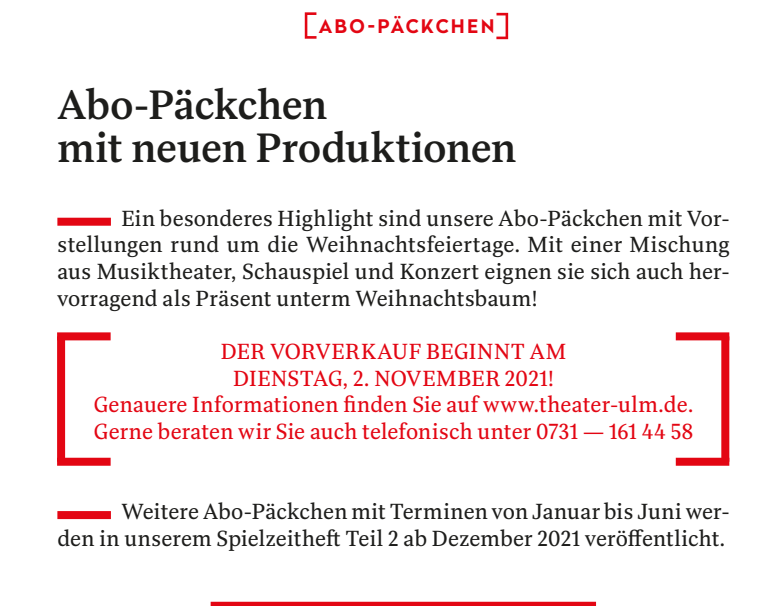 [ABO-PÄCKCHEN]
Abo-Päckchen
mit neuen Produktionen
Ein besonderes Highlight sind unsere Abo-Päckchen mit Vor-
stellungen rund um die Weihnachtsfeiertage. Mit einer Mischung
aus Musiktheater, Schauspiel und Konzert eignen sie sich auch her-
vorragend als Präsent unterm Weihnachtsbaum!
DER VORVERKAUF BEGINNT AM
DIENSTAG, 2. NOVEMBER 2021!
Genauere Informationen finden Sie auf www.theater-ulm.de.
Gerne beraten wir Sie auch telefonisch unter 0731 — 161 44 58
Weitere Abo-Päckchen mit Terminen von Januar bis Juni wer-
den in unserem Spielzeitheft Teil 2 ab Dezember 2021 veröffentlicht.